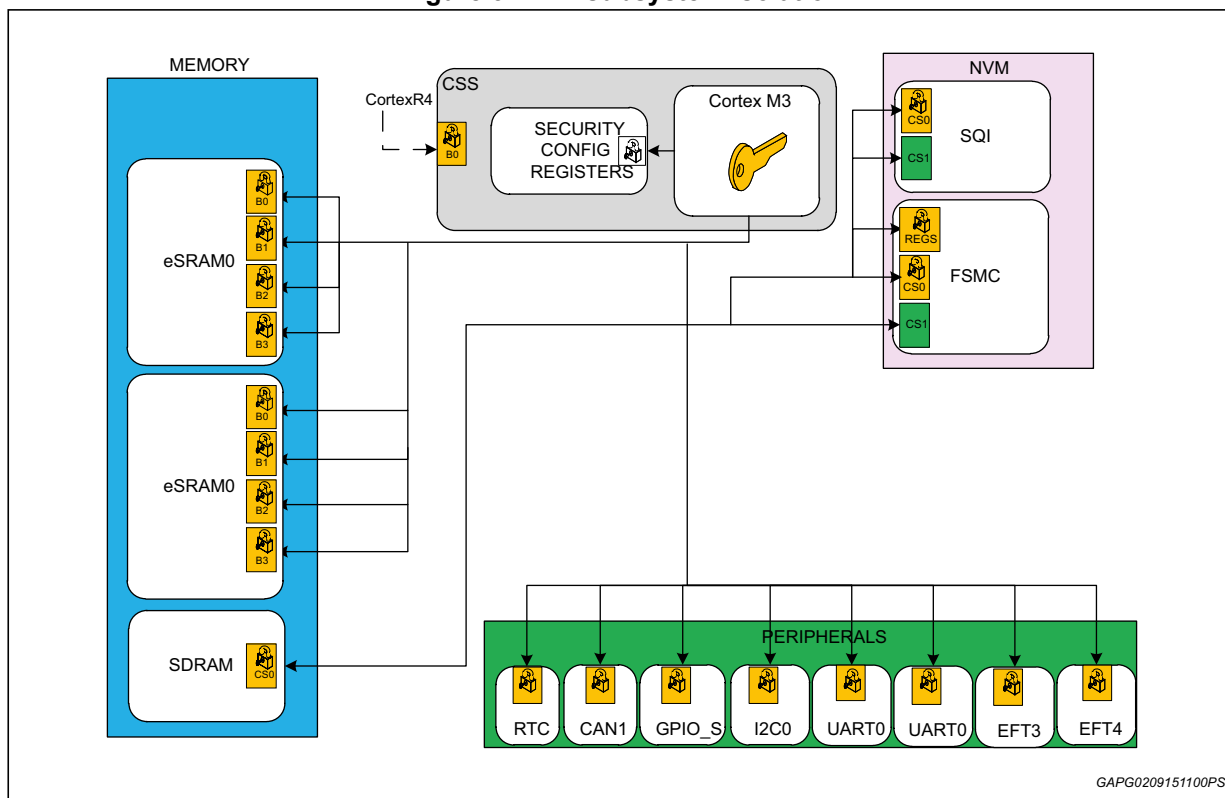 MEMORY
eSRAM0
B0
B1
B2
B3
eSRAM0
B0
B1
B2
B3
SDRAM
CS0
CortexR4
CSS
B0
SECURITY
CONFIG
REGISTERS
Cortex M3
NVM
CS0
CS1
SQI
REGS
CS0
CS1
FSMC
PERIPHERALS
RTC
CAN1
GPIO_S
I2C0
UART0
UART0
EFT3
EFT4
GAPG0209151100PS